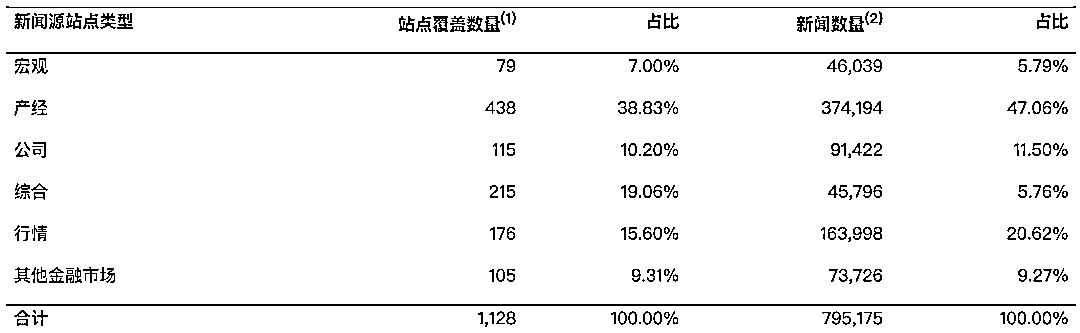 新闻源站点类型 站点覆盖数量(1) 占比 新闻数量(2) 占比
宏观 79 7.00% 46,039 5.79%
产经 438 38.83% 374,194 47.06%
公司 115 10.20% 91,422 11.50%
综合 215 19.06% 45,796 5.76%
行情 176 15.60% 163,998 20.62%
其他金融市场 105 9.31% 73,726 9.27%
合计 1,128 100.00% 795,175 100.00%